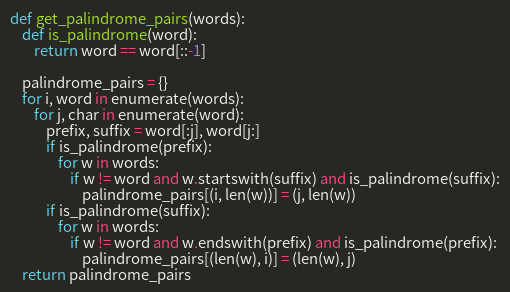 def get_palindrome_pairs(words):
    def is_palindrome(word):
        return word == word[::-1]

    palindrome_pairs = {}
    for i, word in enumerate(words):
        for j, char in enumerate(word):
            prefix, suffix = word[:j], word[j:]
            if is_palindrome(prefix):
                for w in words:
                    if w != word and w.startswith(suffix) and is_palindrome(suffix):
                        palindrome_pairs[(i, len(w))] = (j, len(w))
            if is_palindrome(suffix):
                for w in words:
                    if w != word and w.endswith(prefix) and is_palindrome(prefix):
                        palindrome_pairs[(len(w), i)] = (len(w), j)
    return palindrome_pairs